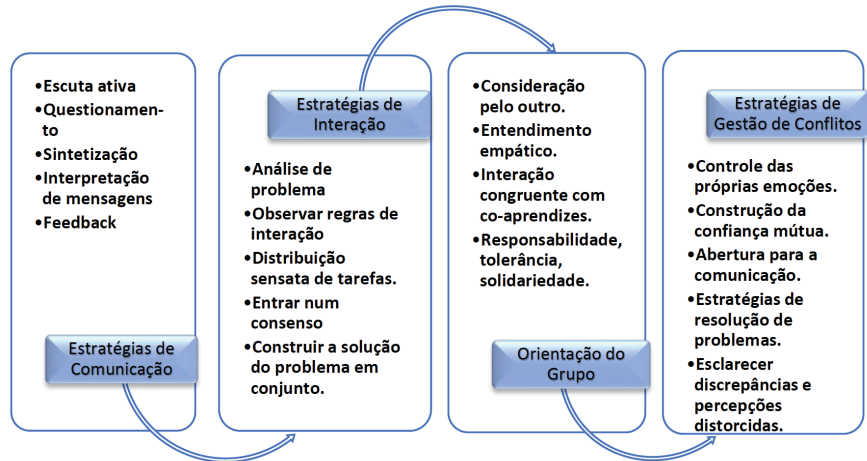 •Escuta ativa
•Questionamen-
to
•Sintetização
•Interpretação
de mensagens
•Feedback
Estratégias de
Comunicação
Estratégias de
Interação
•Análise de
problema
•Observar regras de
interação
•Distribuição
sensata de tarefas.
•Entrar num
consenso
•Construir a solução
do problema em
conjunto.
•Consideração
pelo outro.
•Entendimento
empático.
•Interação
congruente com
co-aprendizes.
•Responsabilidade,
tolerância,
solidariedade.
Orientação do
Grupo
Estratégias de
Gestão de Conflitos
•Controle das
próprias emoções.
•Construção da
confiança mútua.
•Abertura para a
comunicação.
•Estratégias de
resolução de
problemas.
•Esclarecer
discrepâncias e
percepções
distorcidas.